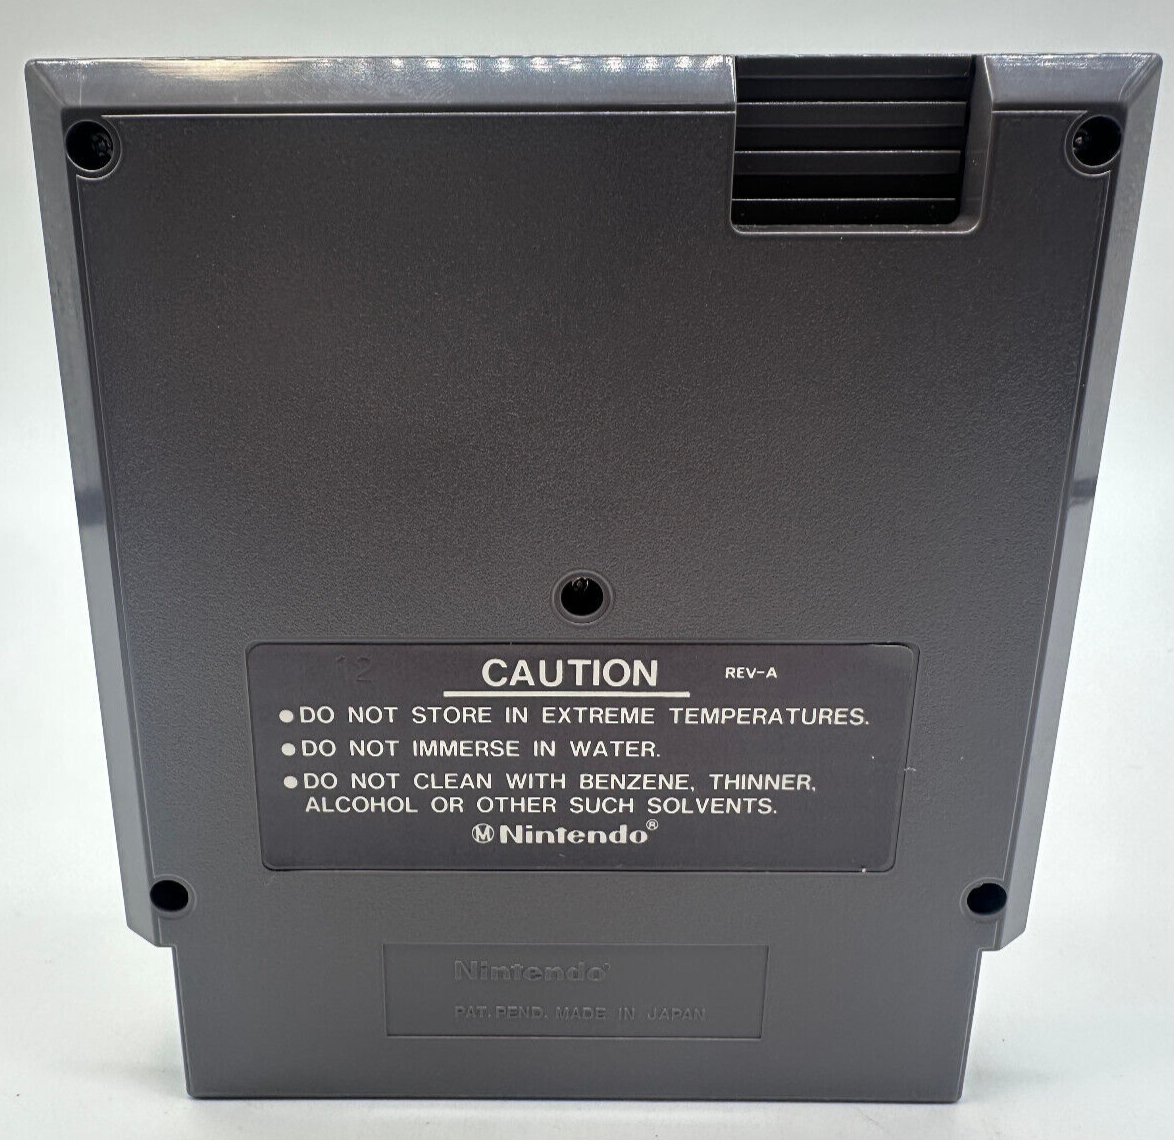 12
CAUTION REV-A
●DO NOT STORE IN EXTREME TEMPERATURES.
●DO NOT IMMERSE IN WATER.
●DO NOT CLEAN WITH BENZENE, THINNER,
ALCOHOL OR OTHER SUCH SOLVENTS.
Ⓜ Nintendo®
Nintendo®
PAT. PEND. MADE IN JAPAN